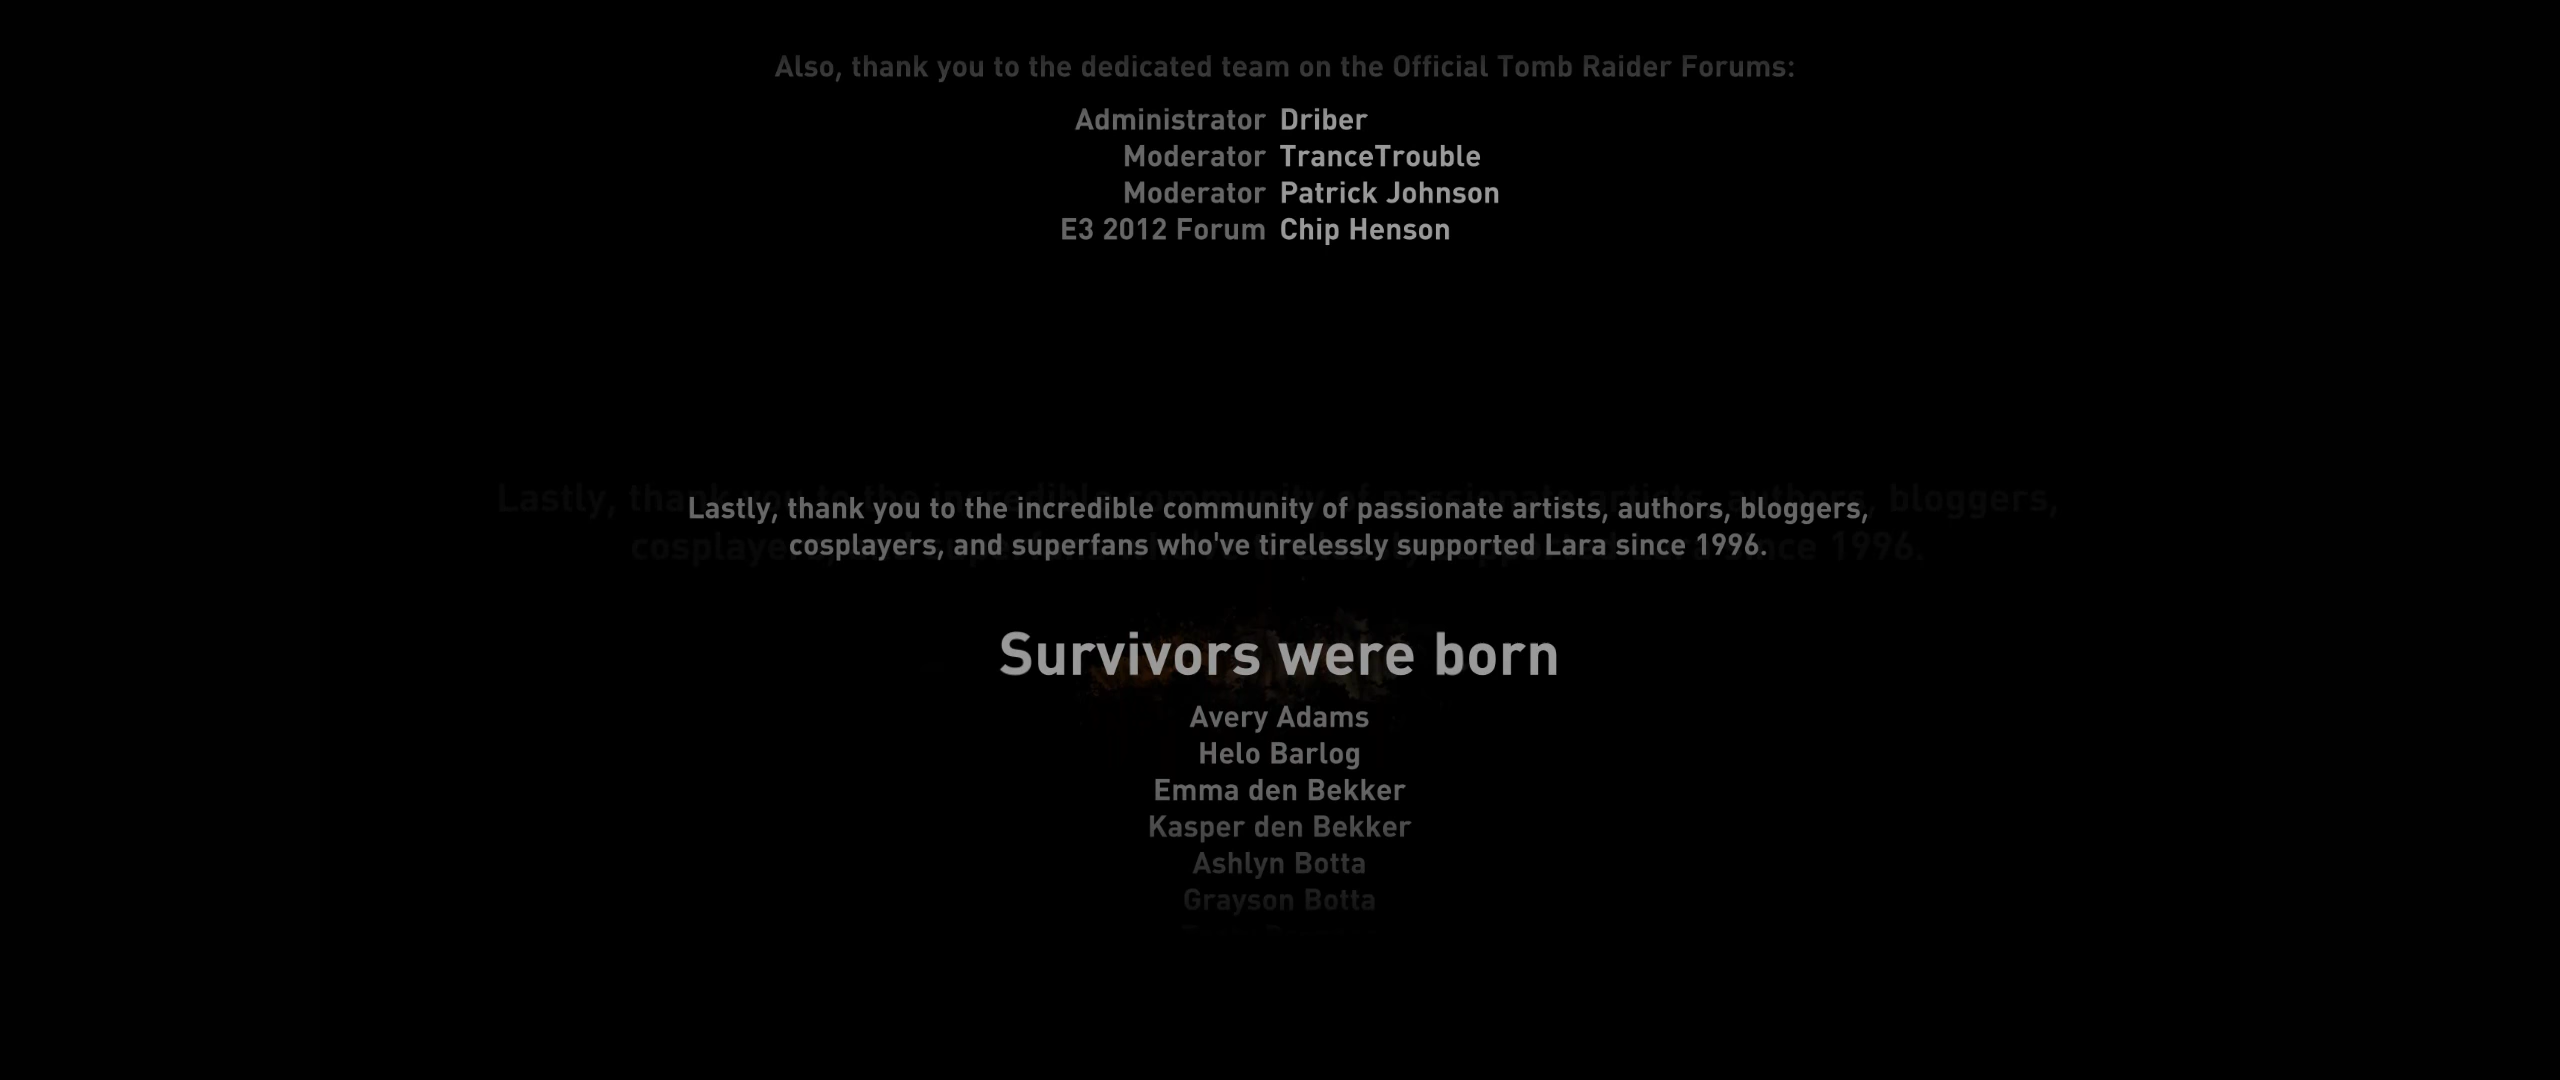 Also, thank you to the dedicated team on the Official Tomb Raider Forums:
Administrator Driber
Moderator TranceTrouble
Moderator Patrick Johnson
E3 2012 Forum Chip Henson
Lastly, thank you to the incredible community of passionate artists, authors, bloggers,
cosplayers, and superfans who've tirelessly supported Lara since 1996.
Survivors were born
Avery Adams
Helo Barlog
Emma den Bekker
Kasper den Bekker
Ashlyn Botta
Grayson Botta